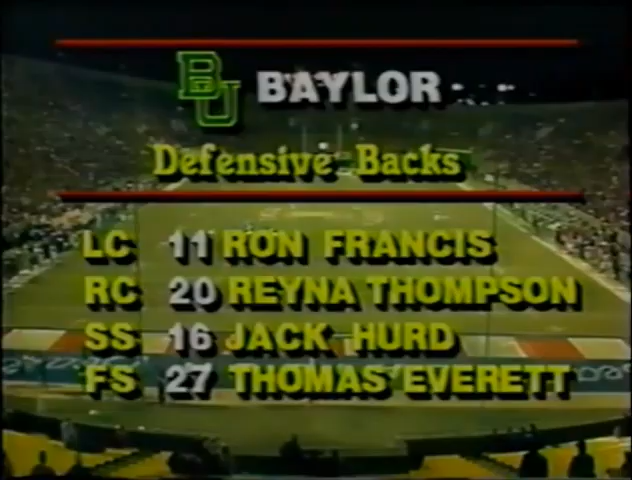 BU BAYLOR
Defensive Backs
LC 11 RON FRANCIS
RC 20 REYNA THOMPSON
SS 16 JACK HURD
FS 27 THOMAS EVERETT